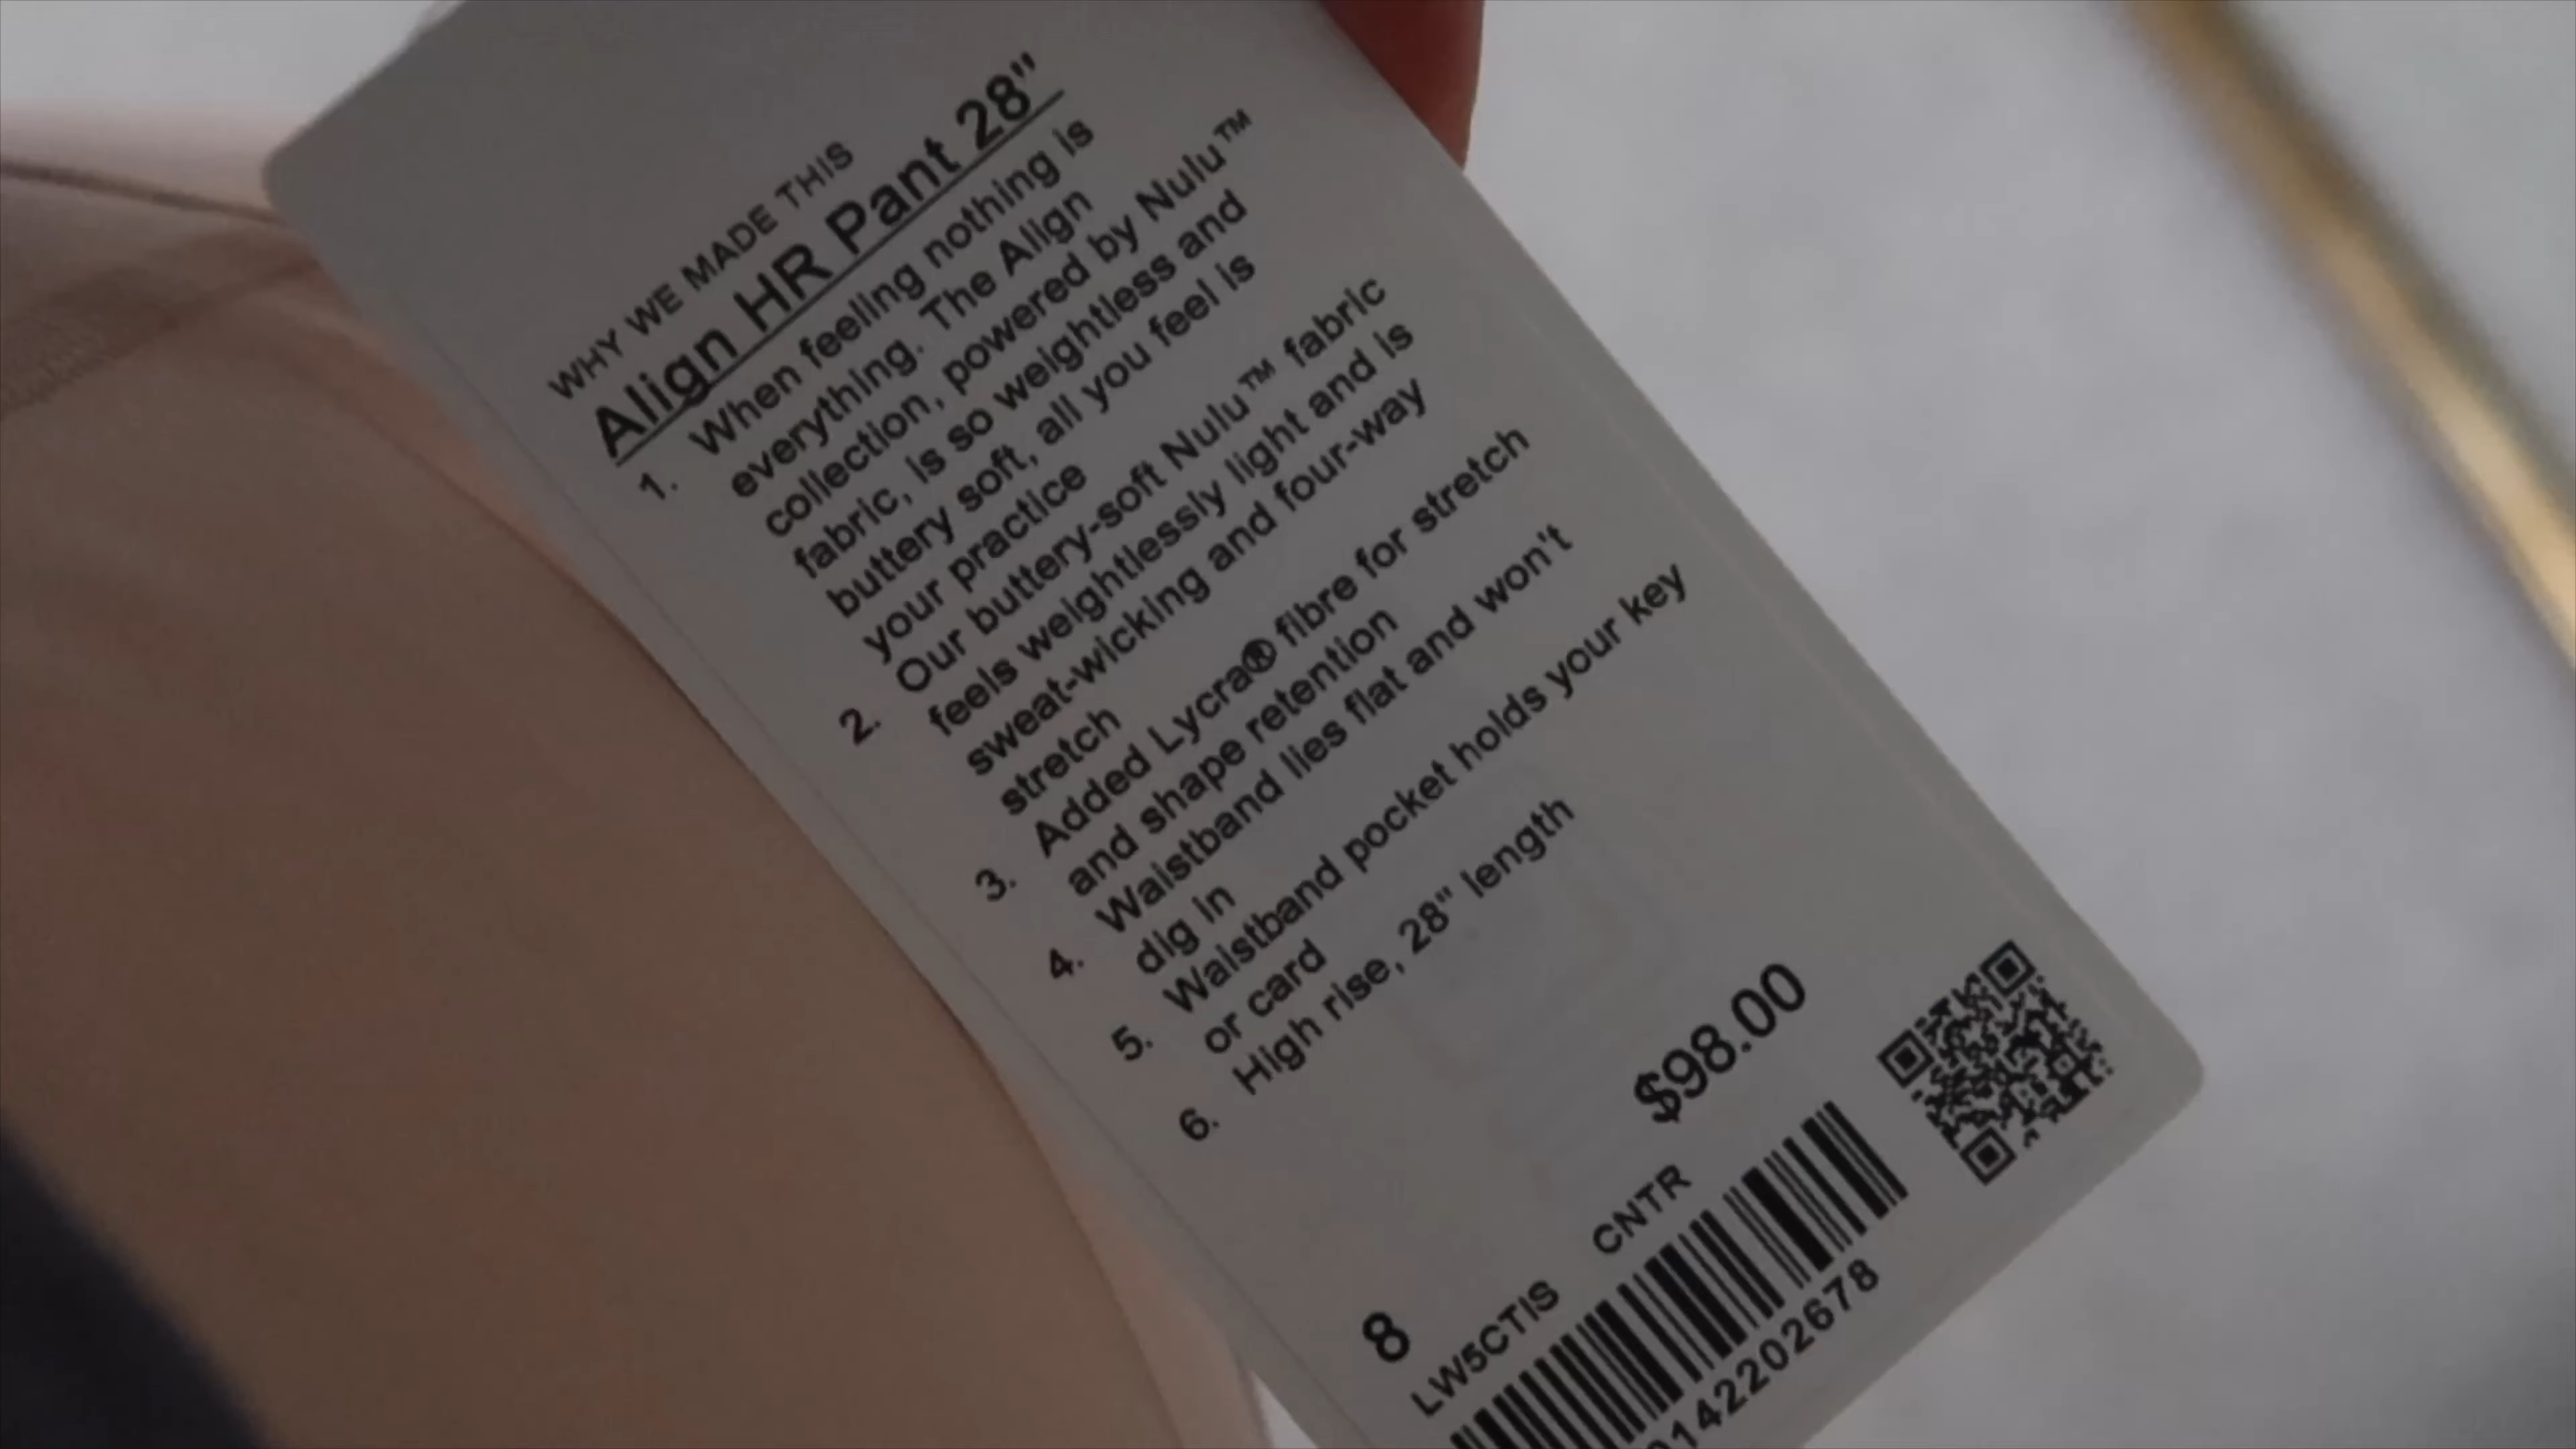 WHY WE MADE THIS
Align HR Pant 28"
1. When feeling nothing is
everything. The Align
collection, powered by Nulu™
fabric, is so weightless and
buttery soft, all you feel is
your practice
2. Our buttery-soft Nulu™ fabric
feels weightlessly light and is
sweat-wicking and four-way
stretch
3. Added Lycra® fibre for stretch
and shape retention
4. Waistband lies flat and won't
dig in
5. Waistband pocket holds your key
or card
6. High rise, 28" length
$98.00
8
LW5CTIS CNTR
142202678